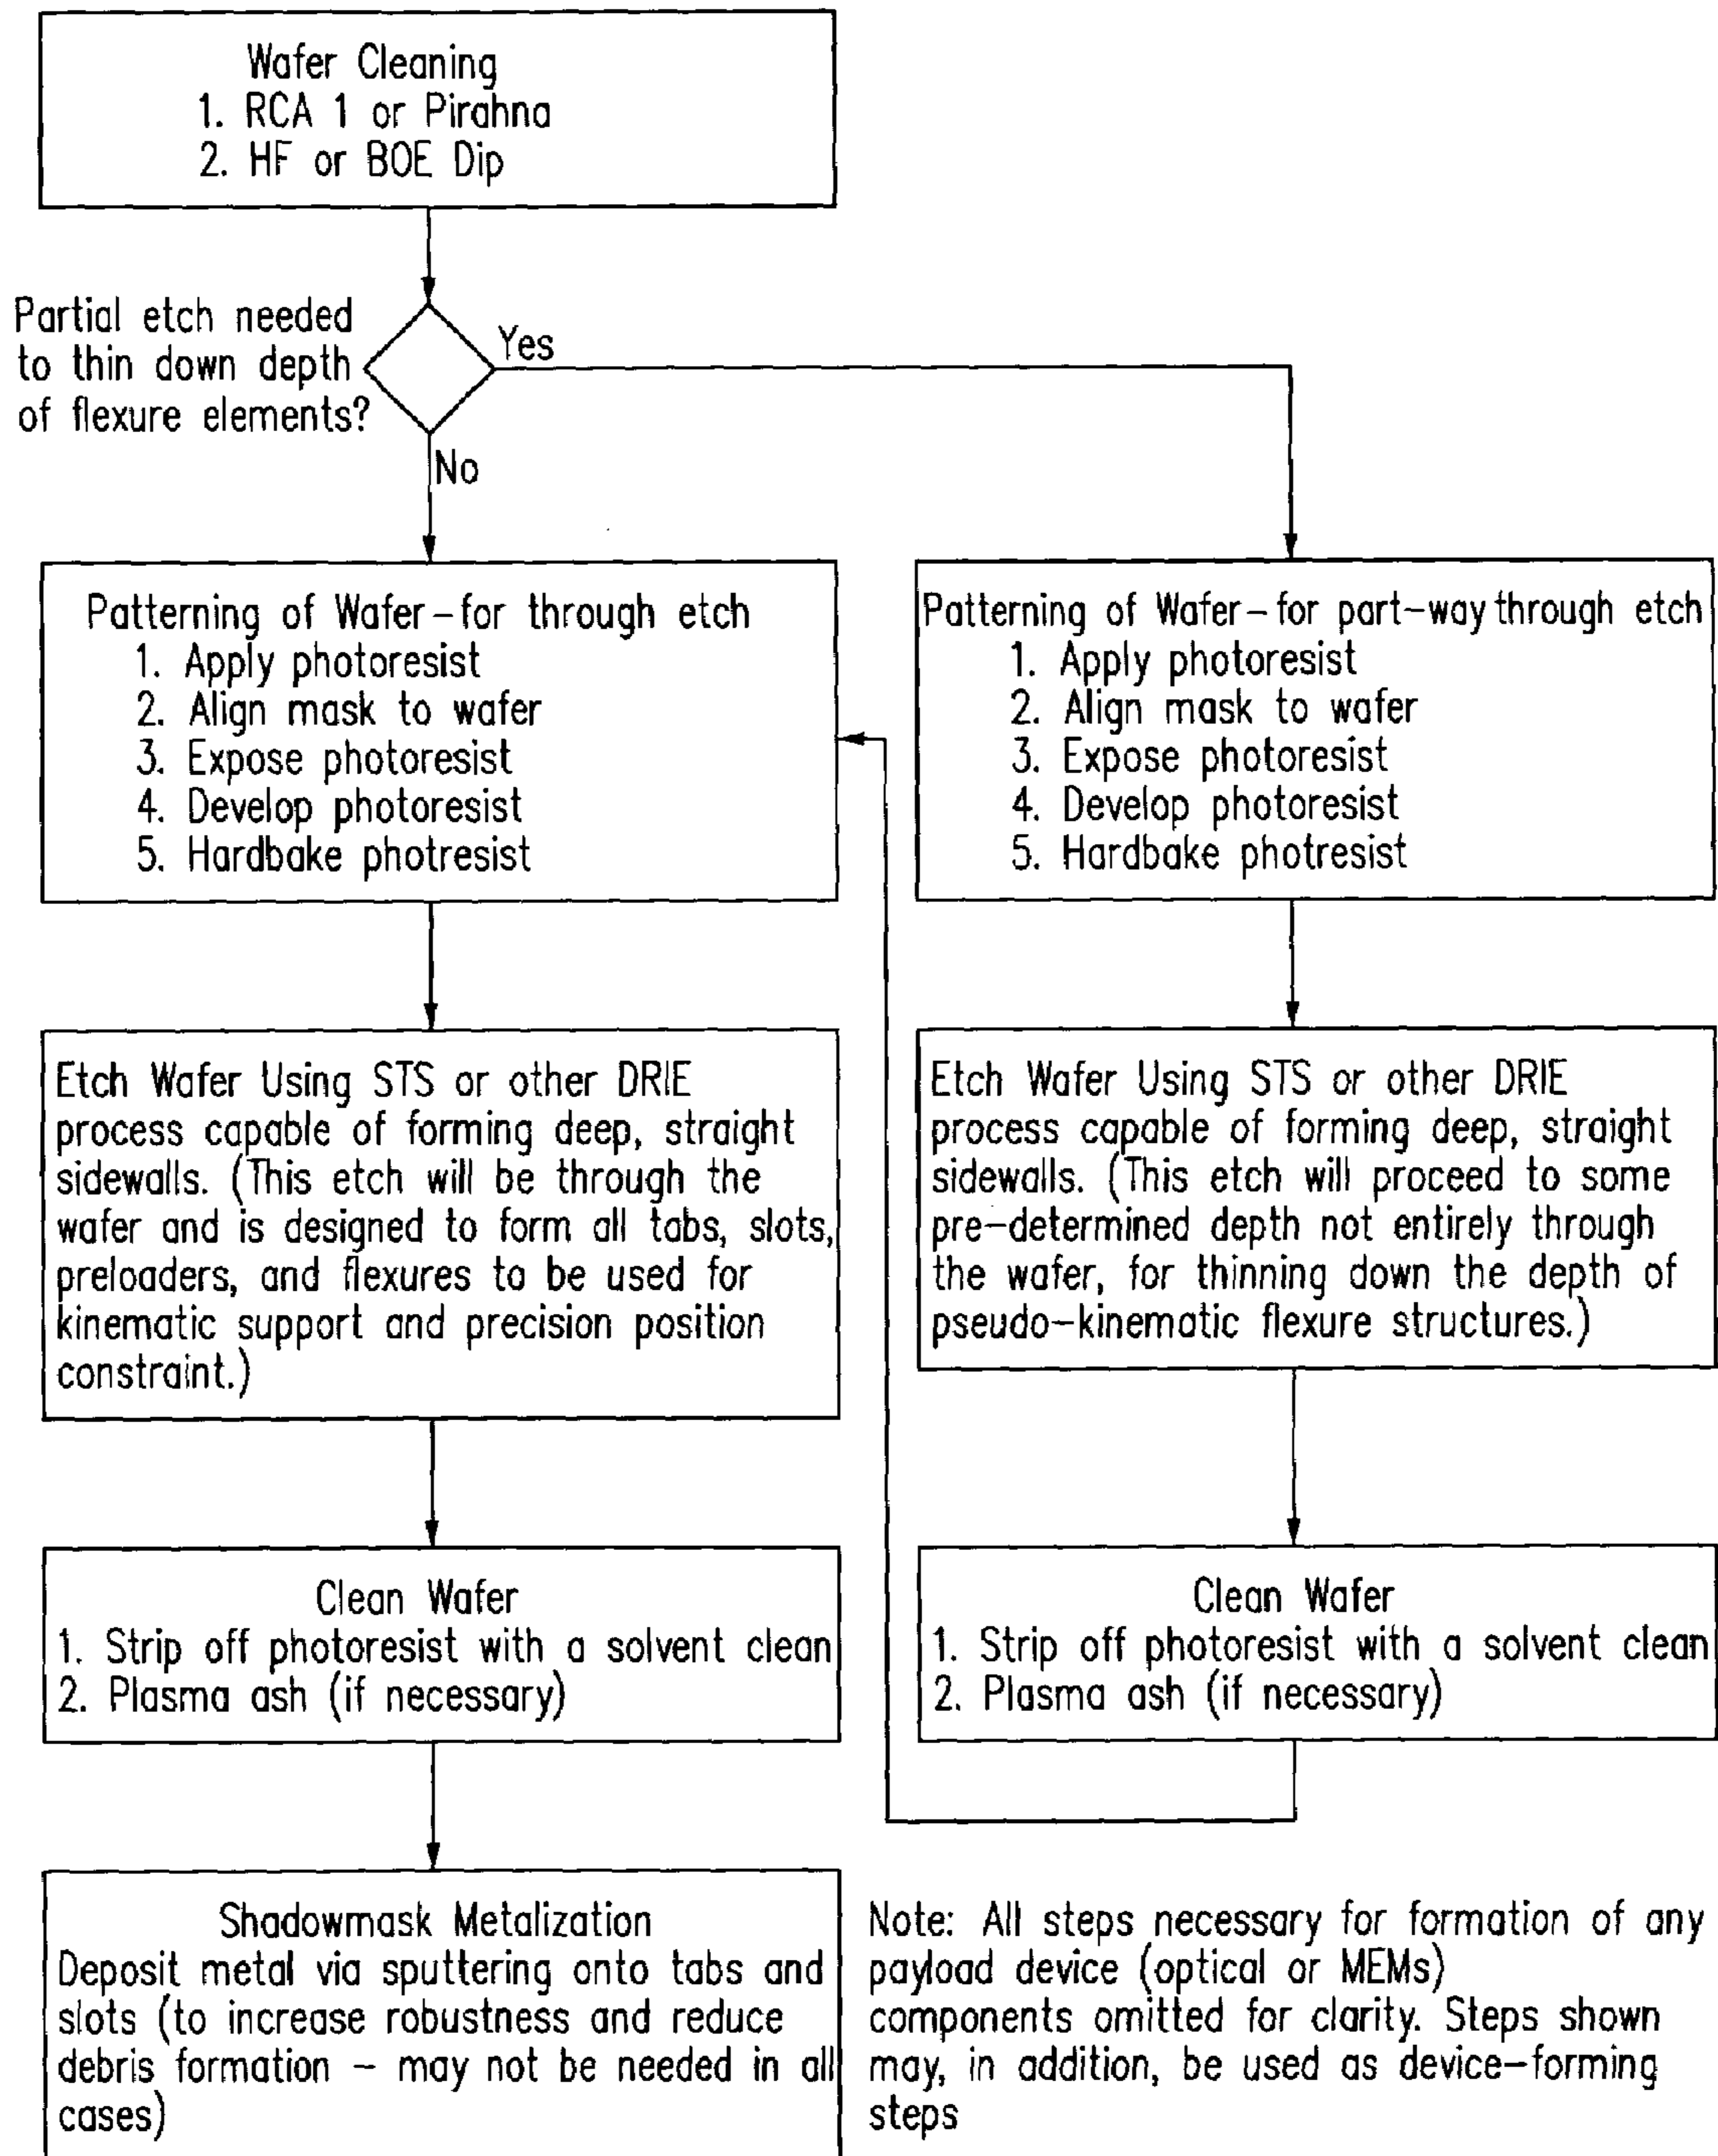 Wafer Cleaning
1. RCA 1 or Pirahna
2. HF or BOE Dip
Partial etch needed
to thin down depth
of flexure elements?
Yes
No
Patterning of Wafer-for through etch
1. Apply photoresist
2. Align mask to wafer
3. Expose photoresist
4. Develop photoresist
5. Hardbake photresist
Patterning of Wafer-for part-way through etch
1. Apply photoresist
2. Align mask to wafer
3. Expose photoresist
4. Develop photoresist
5. Hardbake photresist
Etch Wafer Using STS or other DRIE
process capable of forming deep, straight
sidewalls. (This etch will be through the
wafer and is designed to form all tabs, slots,
preloaders, and flexures to be used for
kinematic support and precision position
constraint.)
Etch Wafer Using STS or other DRIE
process capable of forming deep, straight
sidewalls. (This etch will proceed to some
pre-determined depth not entirely through
the wafer, for thinning down the depth of
pseudo-kinematic flexure structures.)
Clean Wafer
1. Strip off photoresist with a solvent clean
2. Plasma ash (if necessary)
Clean Wafer
1. Strip off photoresist with a solvent clean
2. Plasma ash (if necessary)
Shadowmask Metalization
Deposit metal via sputtering onto tabs and
slots (to increase robustness and reduce
debris formation - may not be needed in all
cases)
Note: All steps necessary for formation of any
payload device (optical or MEMs)
components omitted for clarity. Steps shown
may, in addition, be used as device-forming
steps